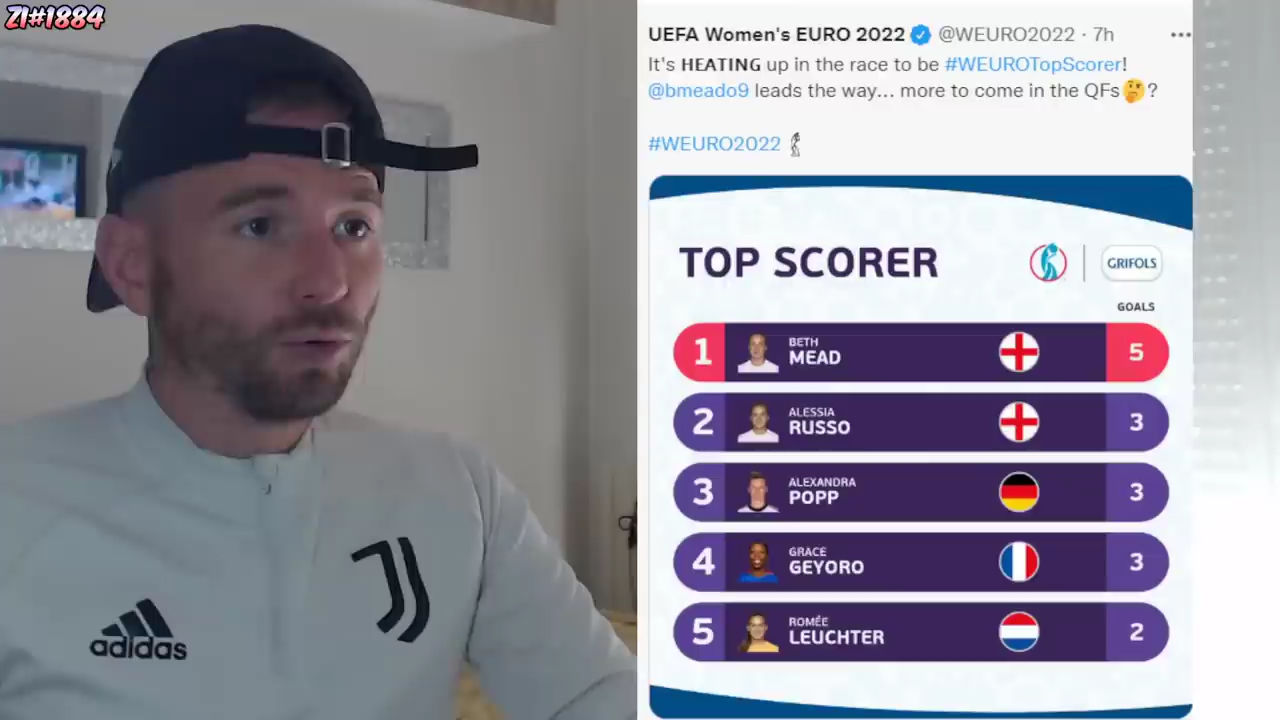 ZI#1884
UEFA Women's EURO 2022 @WEURO2022 · 7h
It's HEATING up in the race to be #WEUROTopScorer!
@bmeado9 leads the way... more to come in the QFs🤔?
#WEURO2022
TOP SCORER
GRIFOLS
GOALS
1 BETH MEAD 5
2 ALESSIA RUSSO 3
3 ALEXANDRA POPP 3
4 GRACE GEYORO 3
5 ROMÉE LEUCHTER 2
adidas